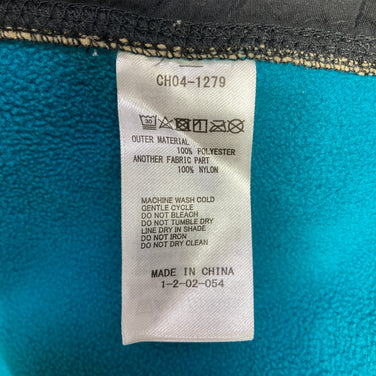 CH04-1279
30
OUTER MATERIAL
100% POLYESTER
ANOTHER FABRIC PART
100% NYLON
MACHINE WASH COLD
GENTLE CYCLE
DO NOT BLEACH
DO NOT TUMBLE DRY
LINE DRY IN SHADE
DO NOT IRON
DO NOT DRY CLEAN
MADE IN CHINA
1-2-02-054